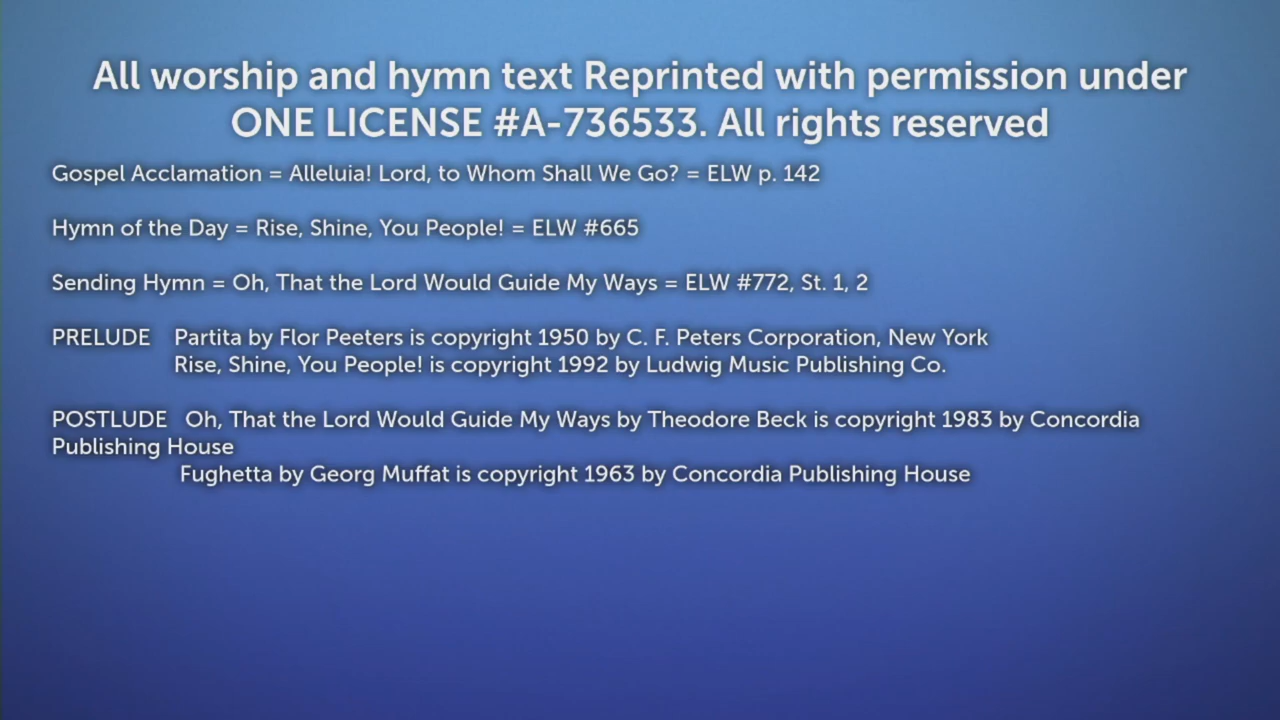 All worship and hymn text Reprinted with permission under
ONE LICENSE #A-736533. All rights reserved
Gospel Acclamation = Alleluia! Lord, to Whom Shall We Go? = ELW p. 142
Hymn of the Day = Rise, Shine, You People! = ELW #665
Sending Hymn = Oh, That the Lord Would Guide My Ways = ELW #772, St. 1, 2
PRELUDE Partita by Flor Peeters is copyright 1950 by C. F. Peters Corporation, New York
Rise, Shine, You People! is copyright 1992 by Ludwig Music Publishing Co.
POSTLUDE Oh, That the Lord Would Guide My Ways by Theodore Beck is copyright 1983 by Concordia
Publishing House
Fughetta by Georg Muffat is copyright 1963 by Concordia Publishing House